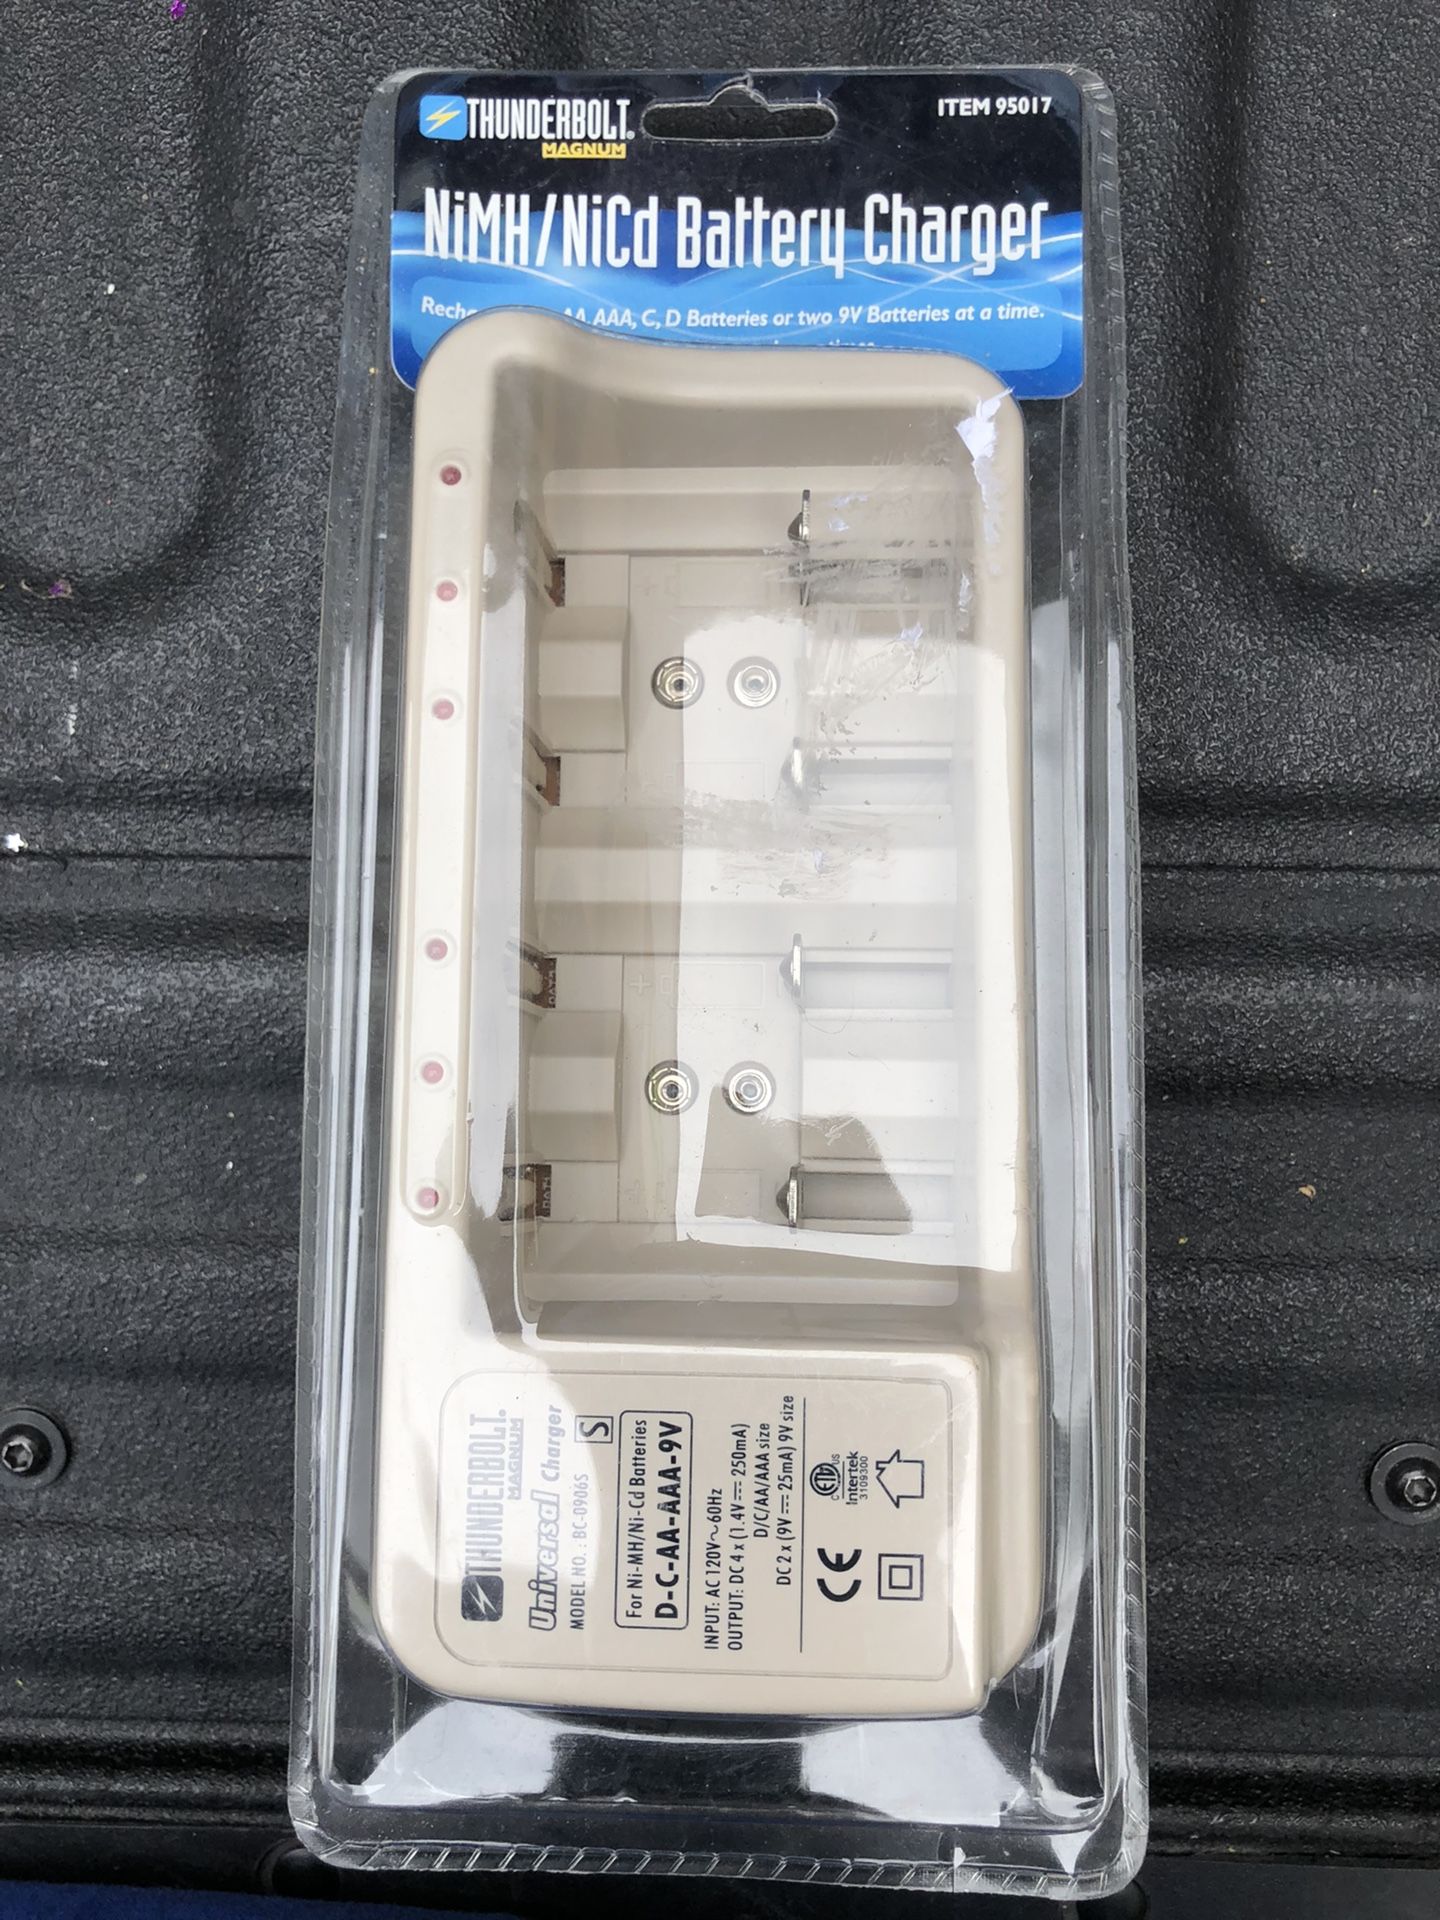 THUNDERBOLT®
MAGNUM
ITEM 95017
NiMH/NiCd Battery Charger
AAA, C, D Batteries or two 9V Batteries at a time.
THUNDERBOLT®
MAGNUM
Universal Charger
MODEL NO.: BC-0906S
S
For Ni-MH/Ni-Cd Batteries
D-C-AA-AAA-9V
INPUT: AC 120V~60Hz
OUTPUT: DC 4 x (1.4V⎓ 250mA)
D/C/AA/AAA size
DC 2 x (9V⎓ 25mA) 9V size
CE
C ETL US
Intertek
3109300